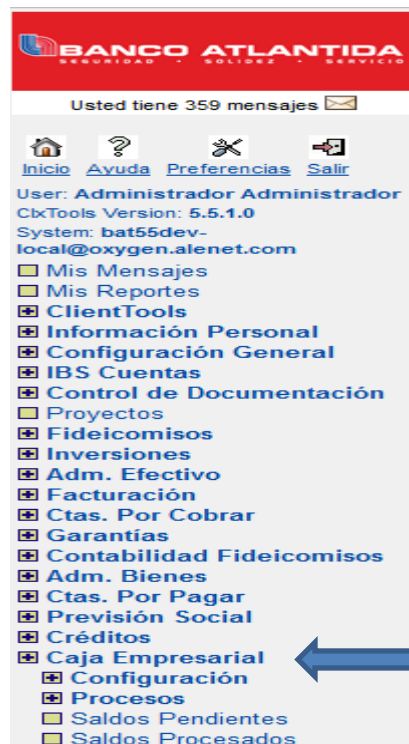 BANCO ATLANTIDA
SEGURIDAD • SOLIDEZ • SERVICIO
Usted tiene 359 mensajes
Inicio Ayuda Preferencias Salir
User: Administrador Administrador
ClxTools Version: 5.5.1.0
System: bat55dev-
local@oxygen.alenet.com
Mis Mensajes
Mis Reportes
ClientTools
Información Personal
Configuración General
IBS Cuentas
Control de Documentación
Proyectos
Fideicomisos
Inversiones
Adm. Efectivo
Facturación
Ctas. Por Cobrar
Garantías
Contabilidad Fideicomisos
Adm. Bienes
Ctas. Por Pagar
Previsión Social
Créditos
Caja Empresarial
Configuración
Procesos
Saldos Pendientes
Saldos Procesados